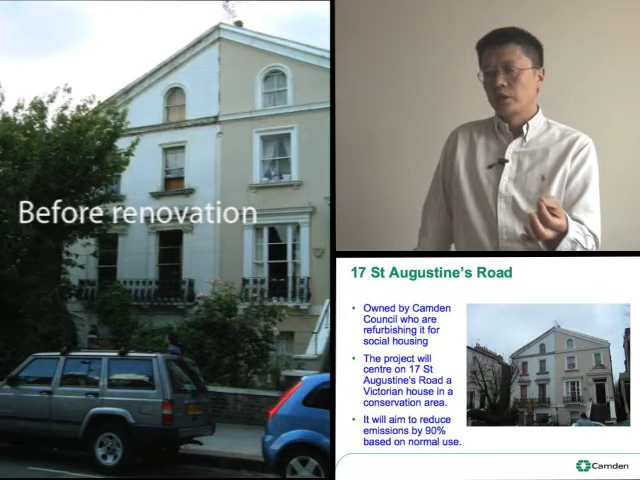 Before renovation
17 St Augustine's Road
• Owned by Camden
Council who are
refurbishing it for
social housing
• The project will
centre on 17 St
Augustine's Road a
Victorian house in a
conservation area.
• It will aim to reduce
emissions by 90%
based on normal use.
Camden